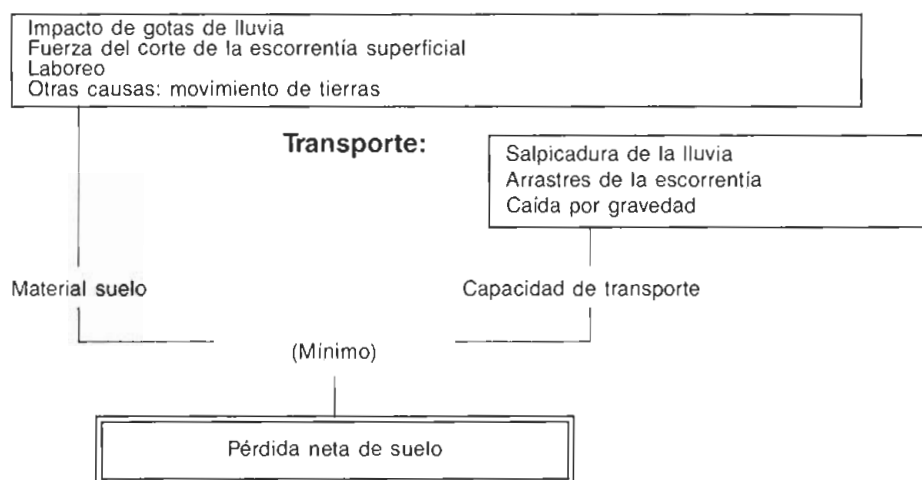 Impacto de gotas de lluvia
Fuerza del corte de la escorrentía superficial
Laboreo
Otras causas: movimiento de tierras
Transporte:
Salpicadura de la lluvia
Arrastres de la escorrentía
Caída por gravedad
Material suelo
Capacidad de transporte
(Mínimo)
Pérdida neta de suelo